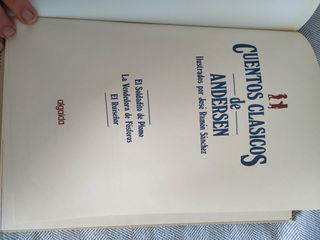 CUENTOS CLASICOS
de
ANDERSEN
Ilustrados por José Ramón Sánchez
El Soldadito de Plomo
La Vendedora de Fósforos
El Ruiseñor
algaida